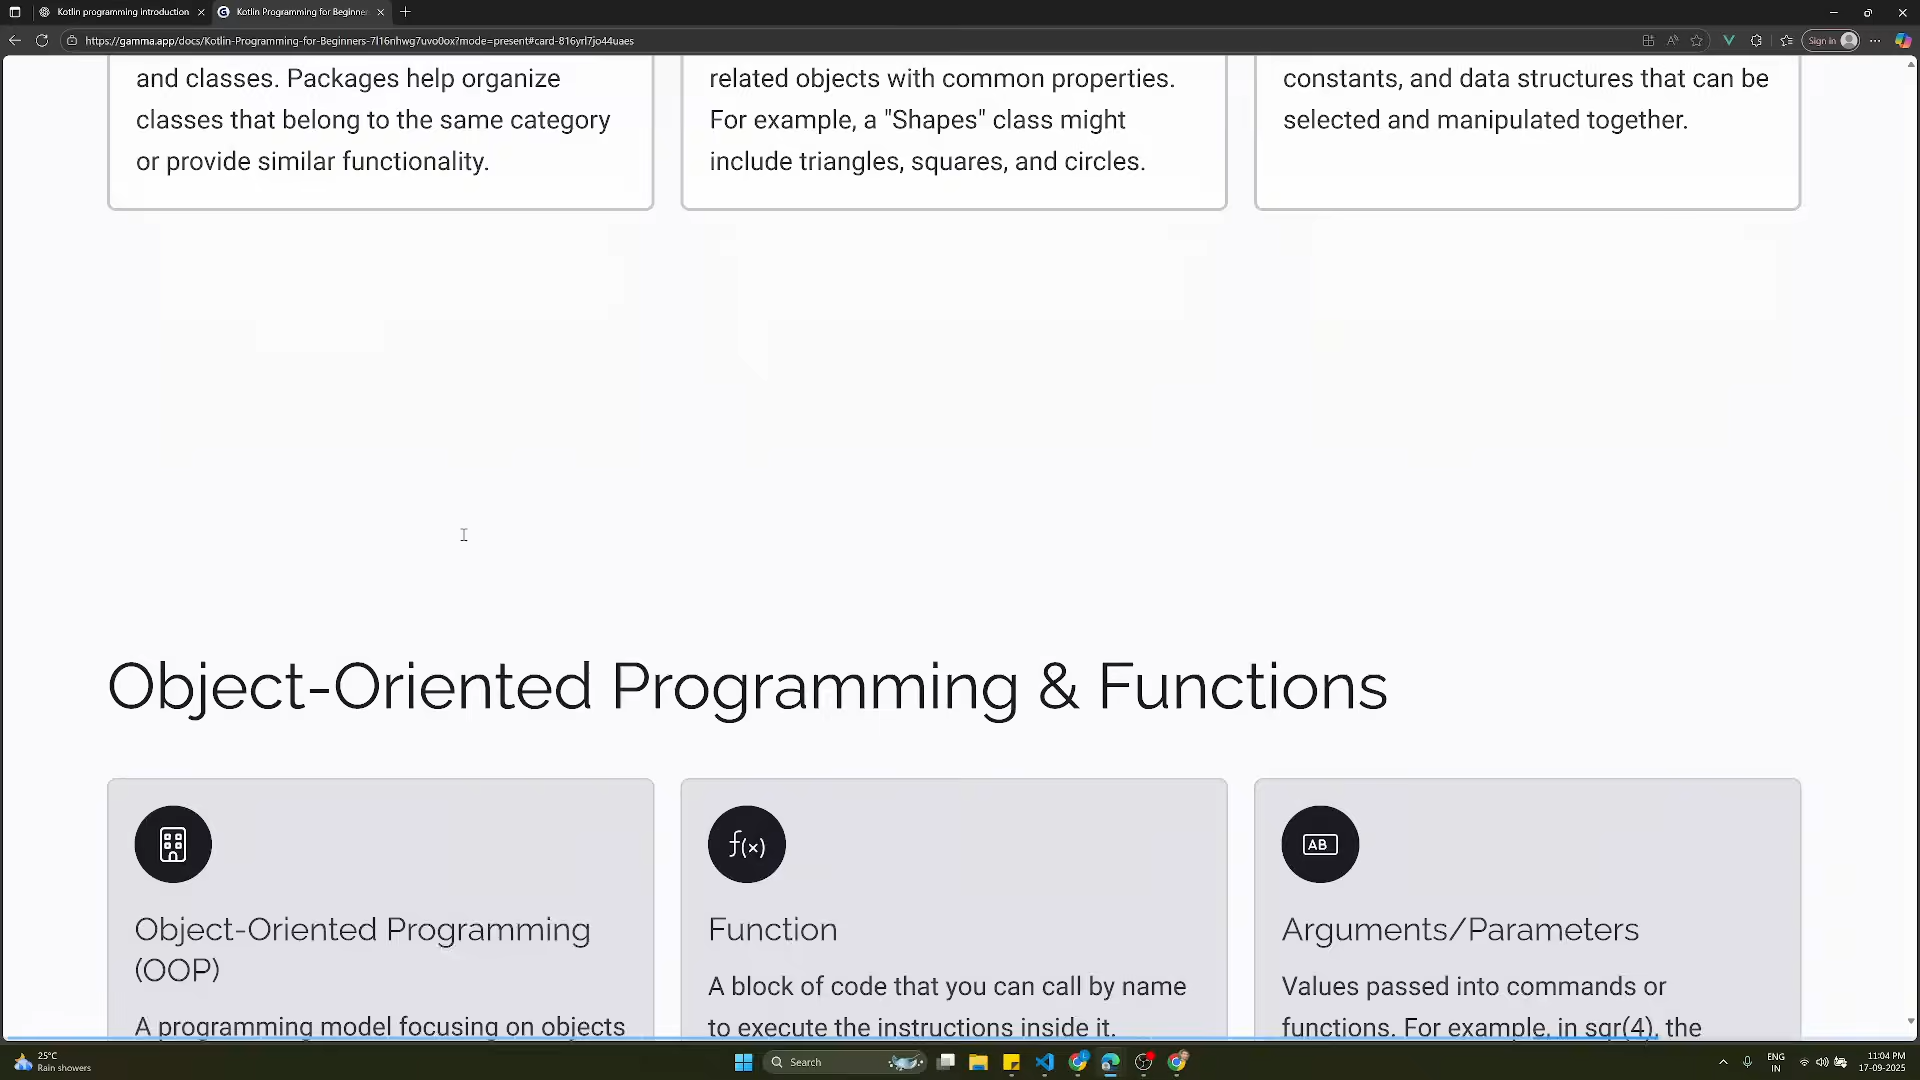 Kotlin programming introduction
Kotlin Programming for Beginne
https://gamma.app/docs/Kotlin-Programming-for-Beginners-7l16nhwg7uvo0ox?mode=present#card-816yrl7jo44uaes
Sign in
and classes. Packages help organize
classes that belong to the same category
or provide similar functionality.
related objects with common properties.
For example, a "Shapes" class might
include triangles, squares, and circles.
constants, and data structures that can be
selected and manipulated together.
Object-Oriented Programming & Functions
Object-Oriented Programming
(OOP)
A programming model focusing on objects
f(x)
Function
A block of code that you can call by name
to execute the instructions inside it.
AB
Arguments/Parameters
Values passed into commands or
functions. For example, in sqr(4), the
25°C
Rain showers
Search
ENG
IN
11:04 PM
17-09-2025